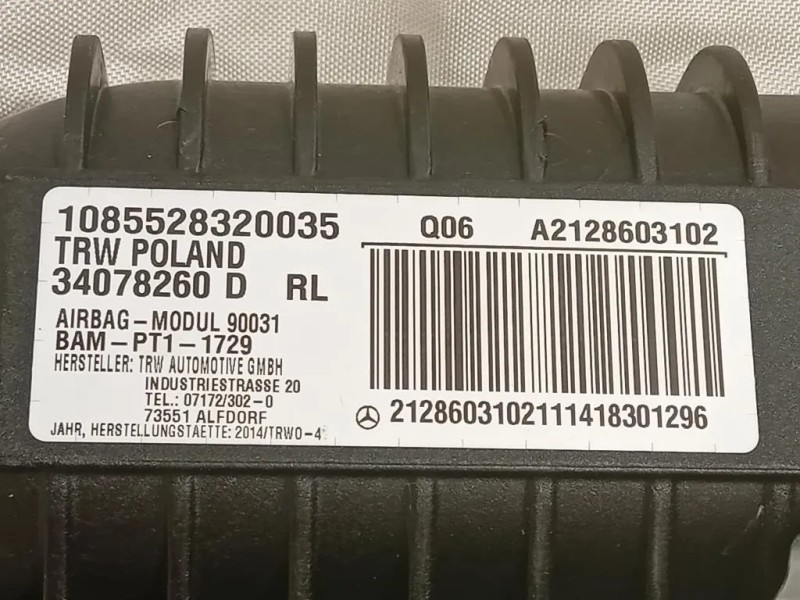 1085528320035
TRW POLAND
34078260 D RL
AIRBAG-MODUL 90031
BAM-PT1-1729
HERSTELLER: TRW AUTOMOTIVE GMBH
INDUSTRIESTRASSE 20
TEL.: 07172/302-0
73551 ALFDORF
JAHR, HERSTELLUNGSTAETTE: 2014/TRWO-4
Q06 A2128603102
2128603102111418301296